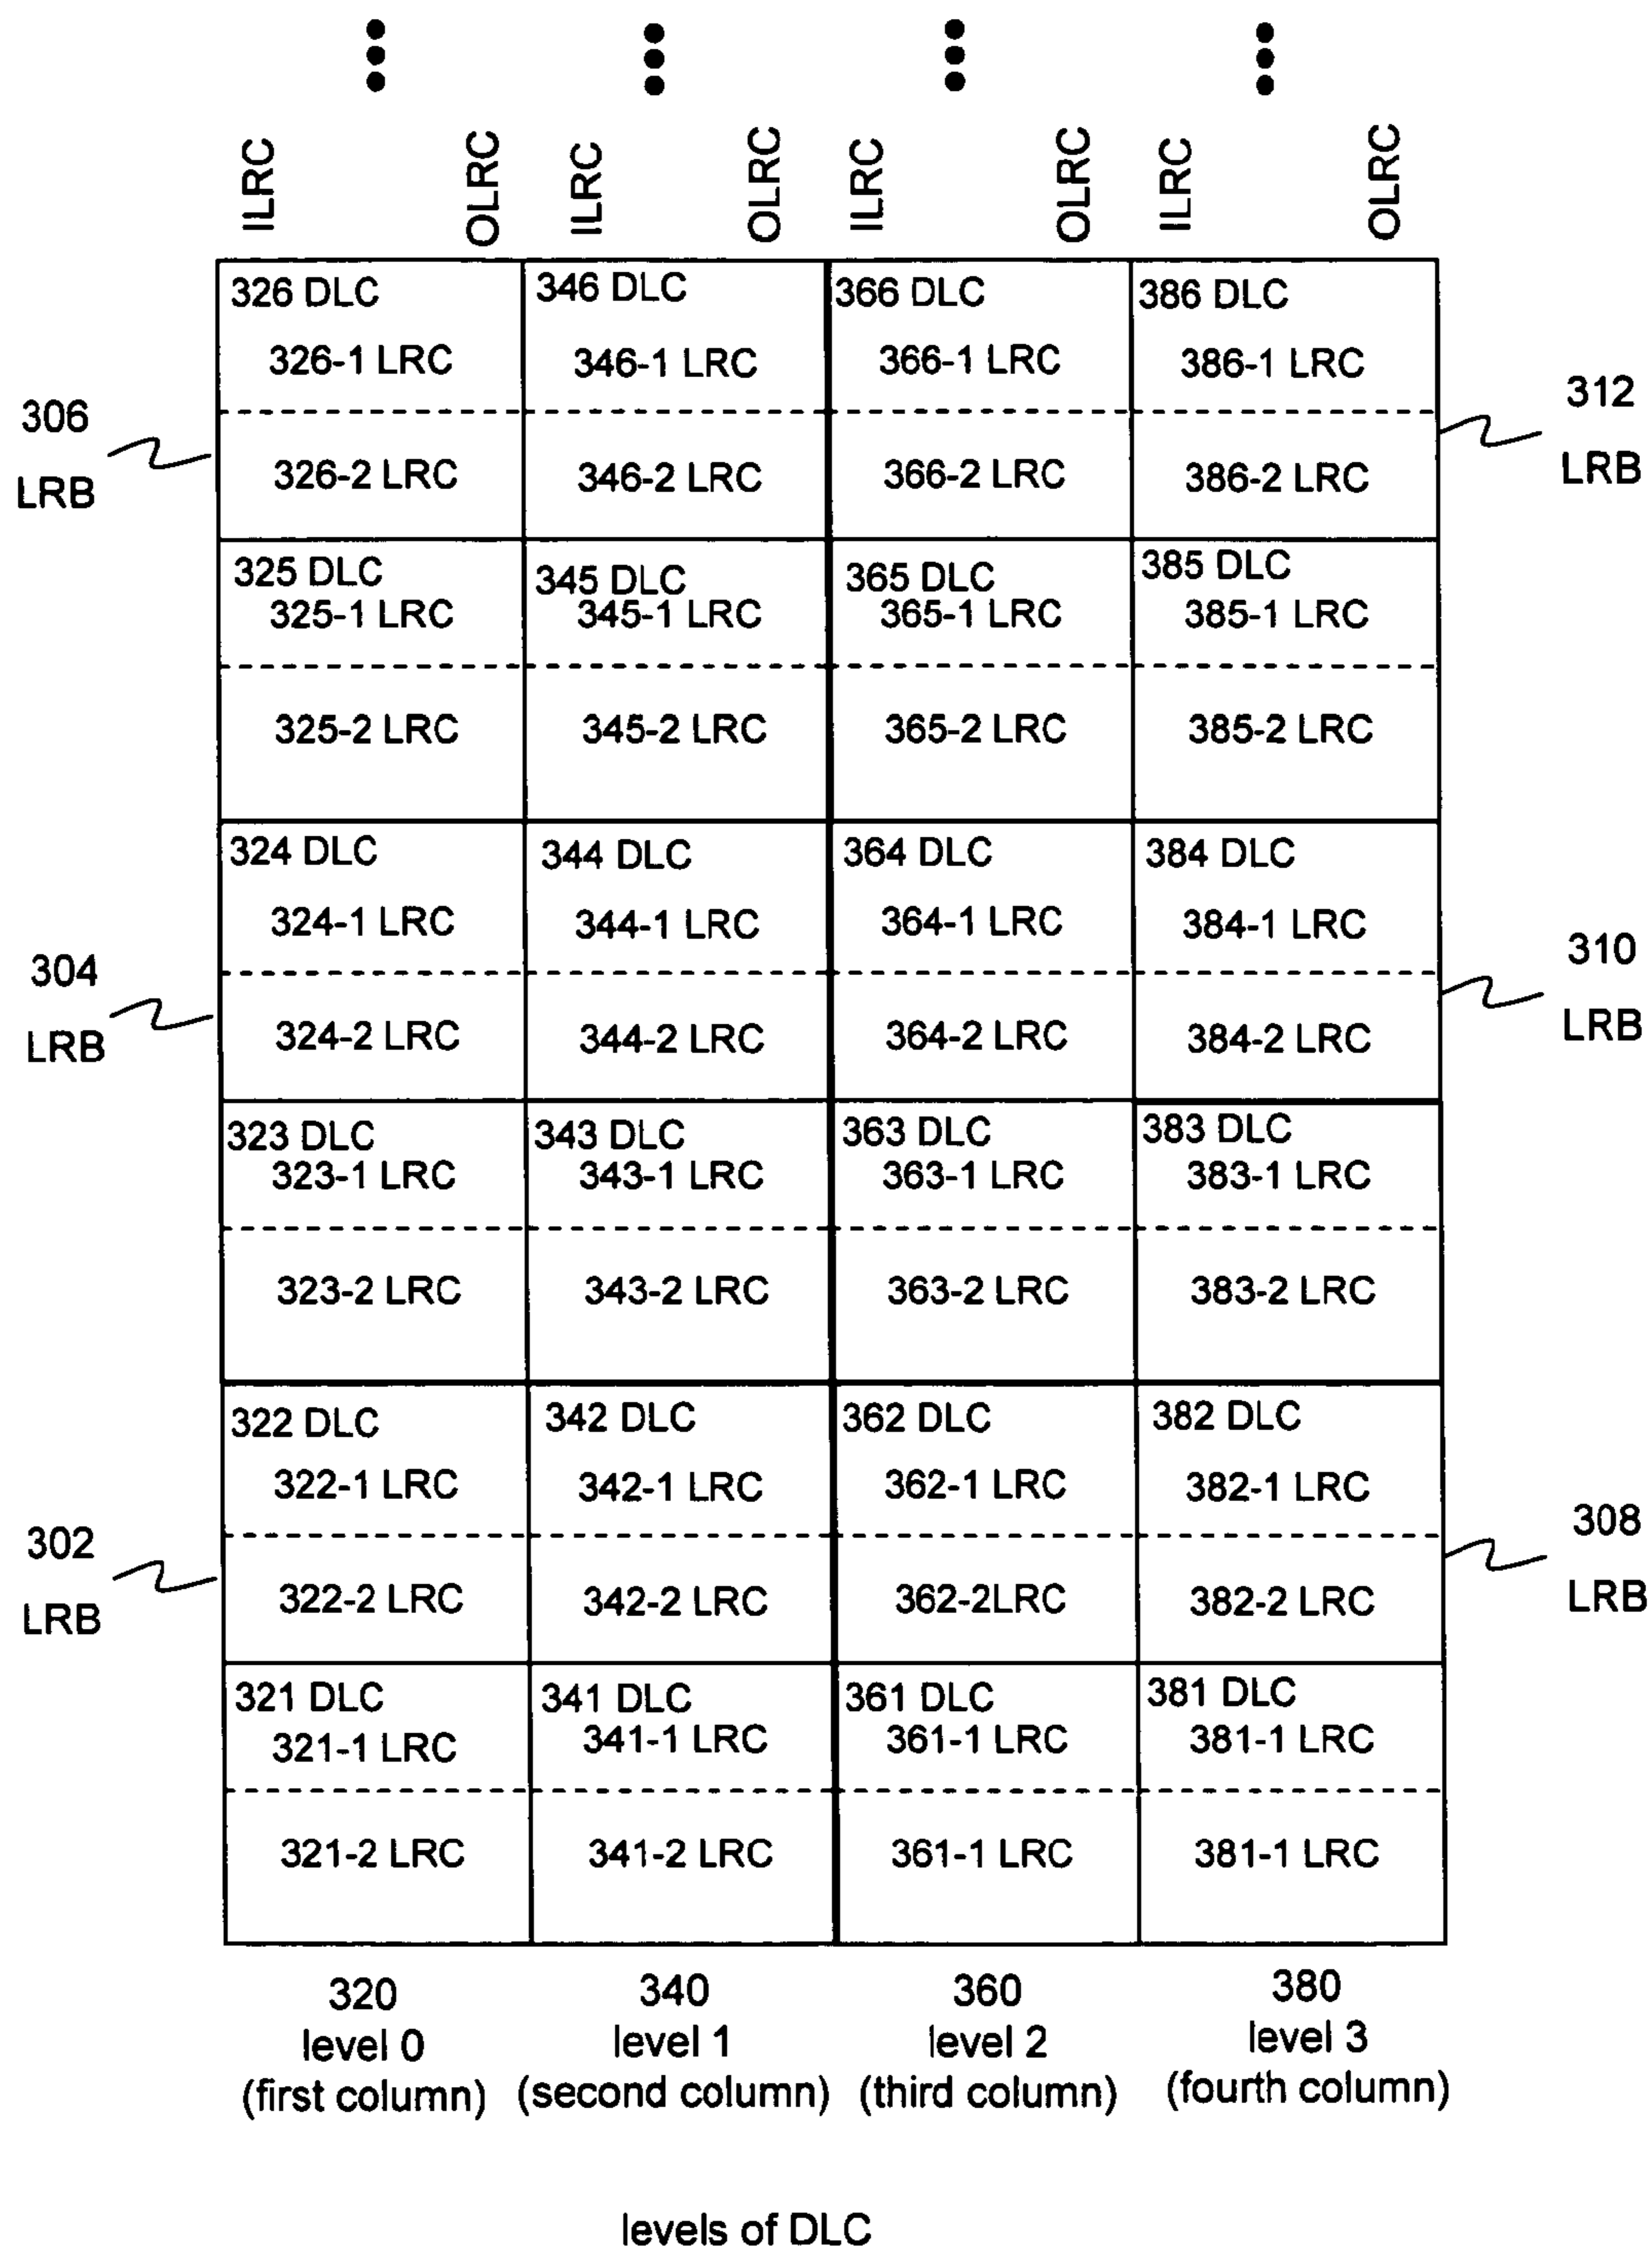 ILRC OLRC ILRC OLRC ILRC OLRC ILRC OLRC
326 DLC 346 DLC 366 DLC 386 DLC
326-1 LRC 346-1 LRC 366-1 LRC 386-1 LRC
306 312
LRB LRB
326-2 LRC 346-2 LRC 366-2 LRC 386-2 LRC
325 DLC 345 DLC 365 DLC 385 DLC
325-1 LRC 345-1 LRC 365-1 LRC 385-1 LRC
325-2 LRC 345-2 LRC 365-2 LRC 385-2 LRC
324 DLC 344 DLC 364 DLC 384 DLC
324-1 LRC 344-1 LRC 364-1 LRC 384-1 LRC
304 310
LRB LRB
324-2 LRC 344-2 LRC 364-2 LRC 384-2 LRC
323 DLC 343 DLC 363 DLC 383 DLC
323-1 LRC 343-1 LRC 363-1 LRC 383-1 LRC
323-2 LRC 343-2 LRC 363-2 LRC 383-2 LRC
322 DLC 342 DLC 362 DLC 382 DLC
322-1 LRC 342-1 LRC 362-1 LRC 382-1 LRC
302 308
LRB LRB
322-2 LRC 342-2 LRC 362-2LRC 382-2 LRC
321 DLC 341 DLC 361 DLC 381 DLC
321-1 LRC 341-1 LRC 361-1 LRC 381-1 LRC
321-2 LRC 341-2 LRC 361-1 LRC 381-1 LRC
320 340 360 380
level 0 level 1 level 2 level 3
(first column) (second column) (third column) (fourth column)
levels of DLC